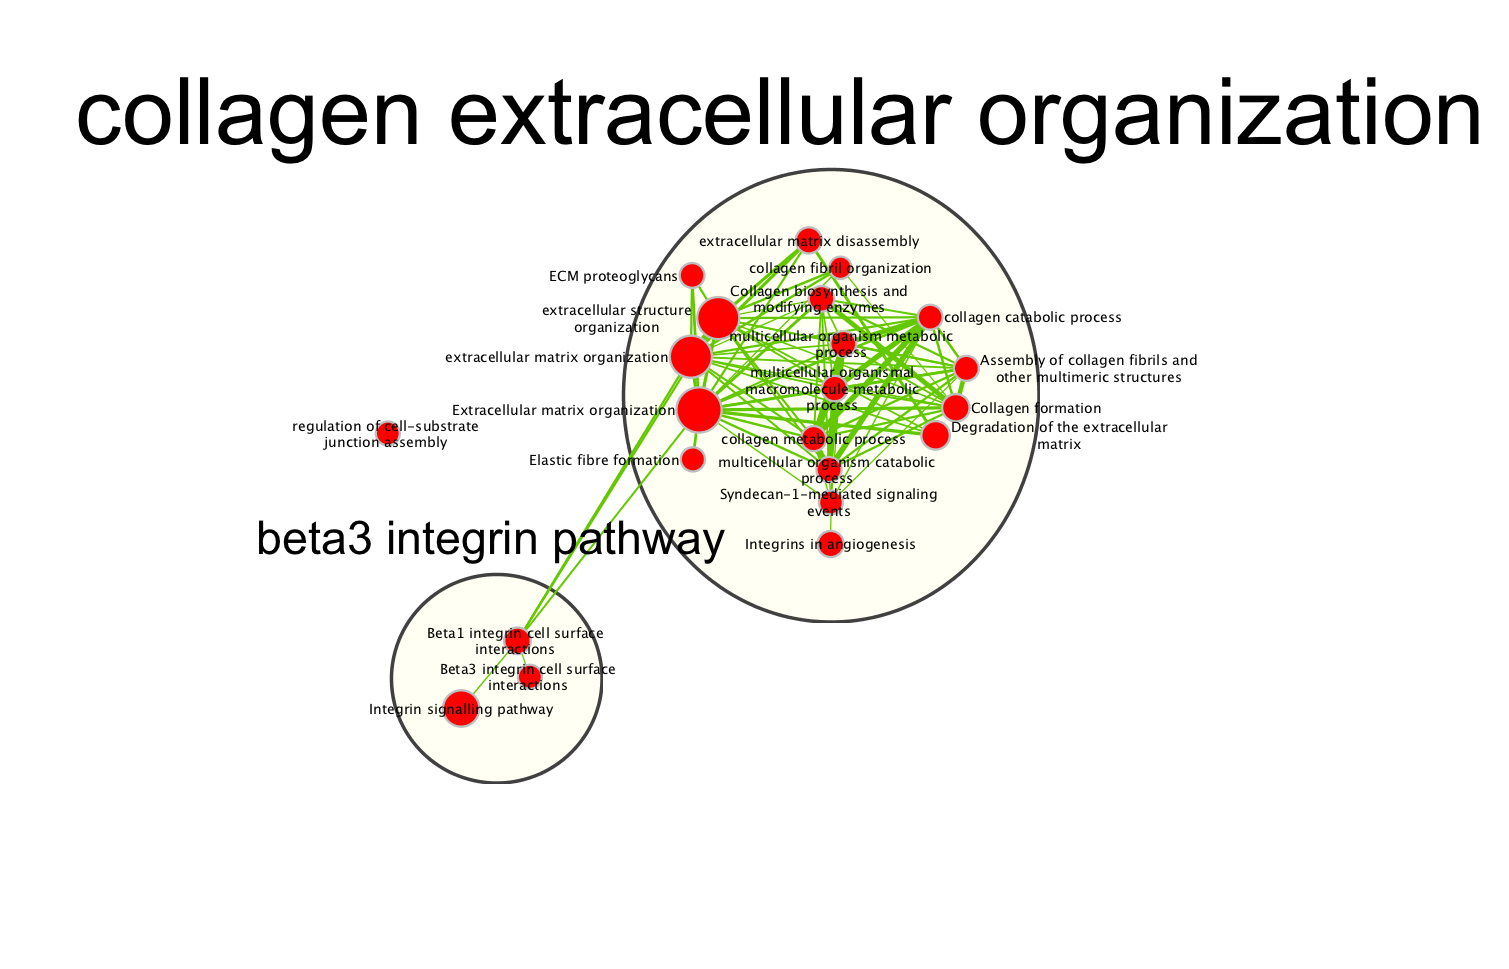 collagen extracellular organization
extracellular matrix disassembly
collagen fibril organization
ECM proteoglycans
Collagen biosynthesis and
modifying enzymes
extracellular structure
organization
collagen catabolic process
multicellular organism metabolic
process
extracellular matrix organization
Assembly of collagen fibrils and
other multimeric structures
multicellular organismal
macromolecule metabolic
process
Extracellular matrix organization
Collagen formation
regulation of cell-substrate
junction assembly
Degradation of the extracellular
matrix
collagen metabolic process
Elastic fibre formation
multicellular organism catabolic
process
Syndecan-1-mediated signaling
events
Integrins in angiogenesis
beta3 integrin pathway
Beta1 integrin cell surface
interactions
Beta3 integrin cell surface
interactions
Integrin signalling pathway